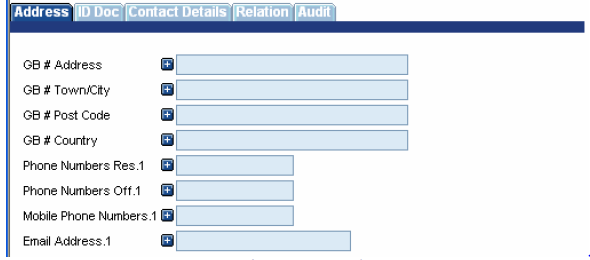 Address ID Doc Contact Details Relation Audit
GB # Address
GB # Town/City
GB # Post Code
GB # Country
Phone Numbers Res.1
Phone Numbers Off.1
Mobile Phone Numbers.1
Email Address.1